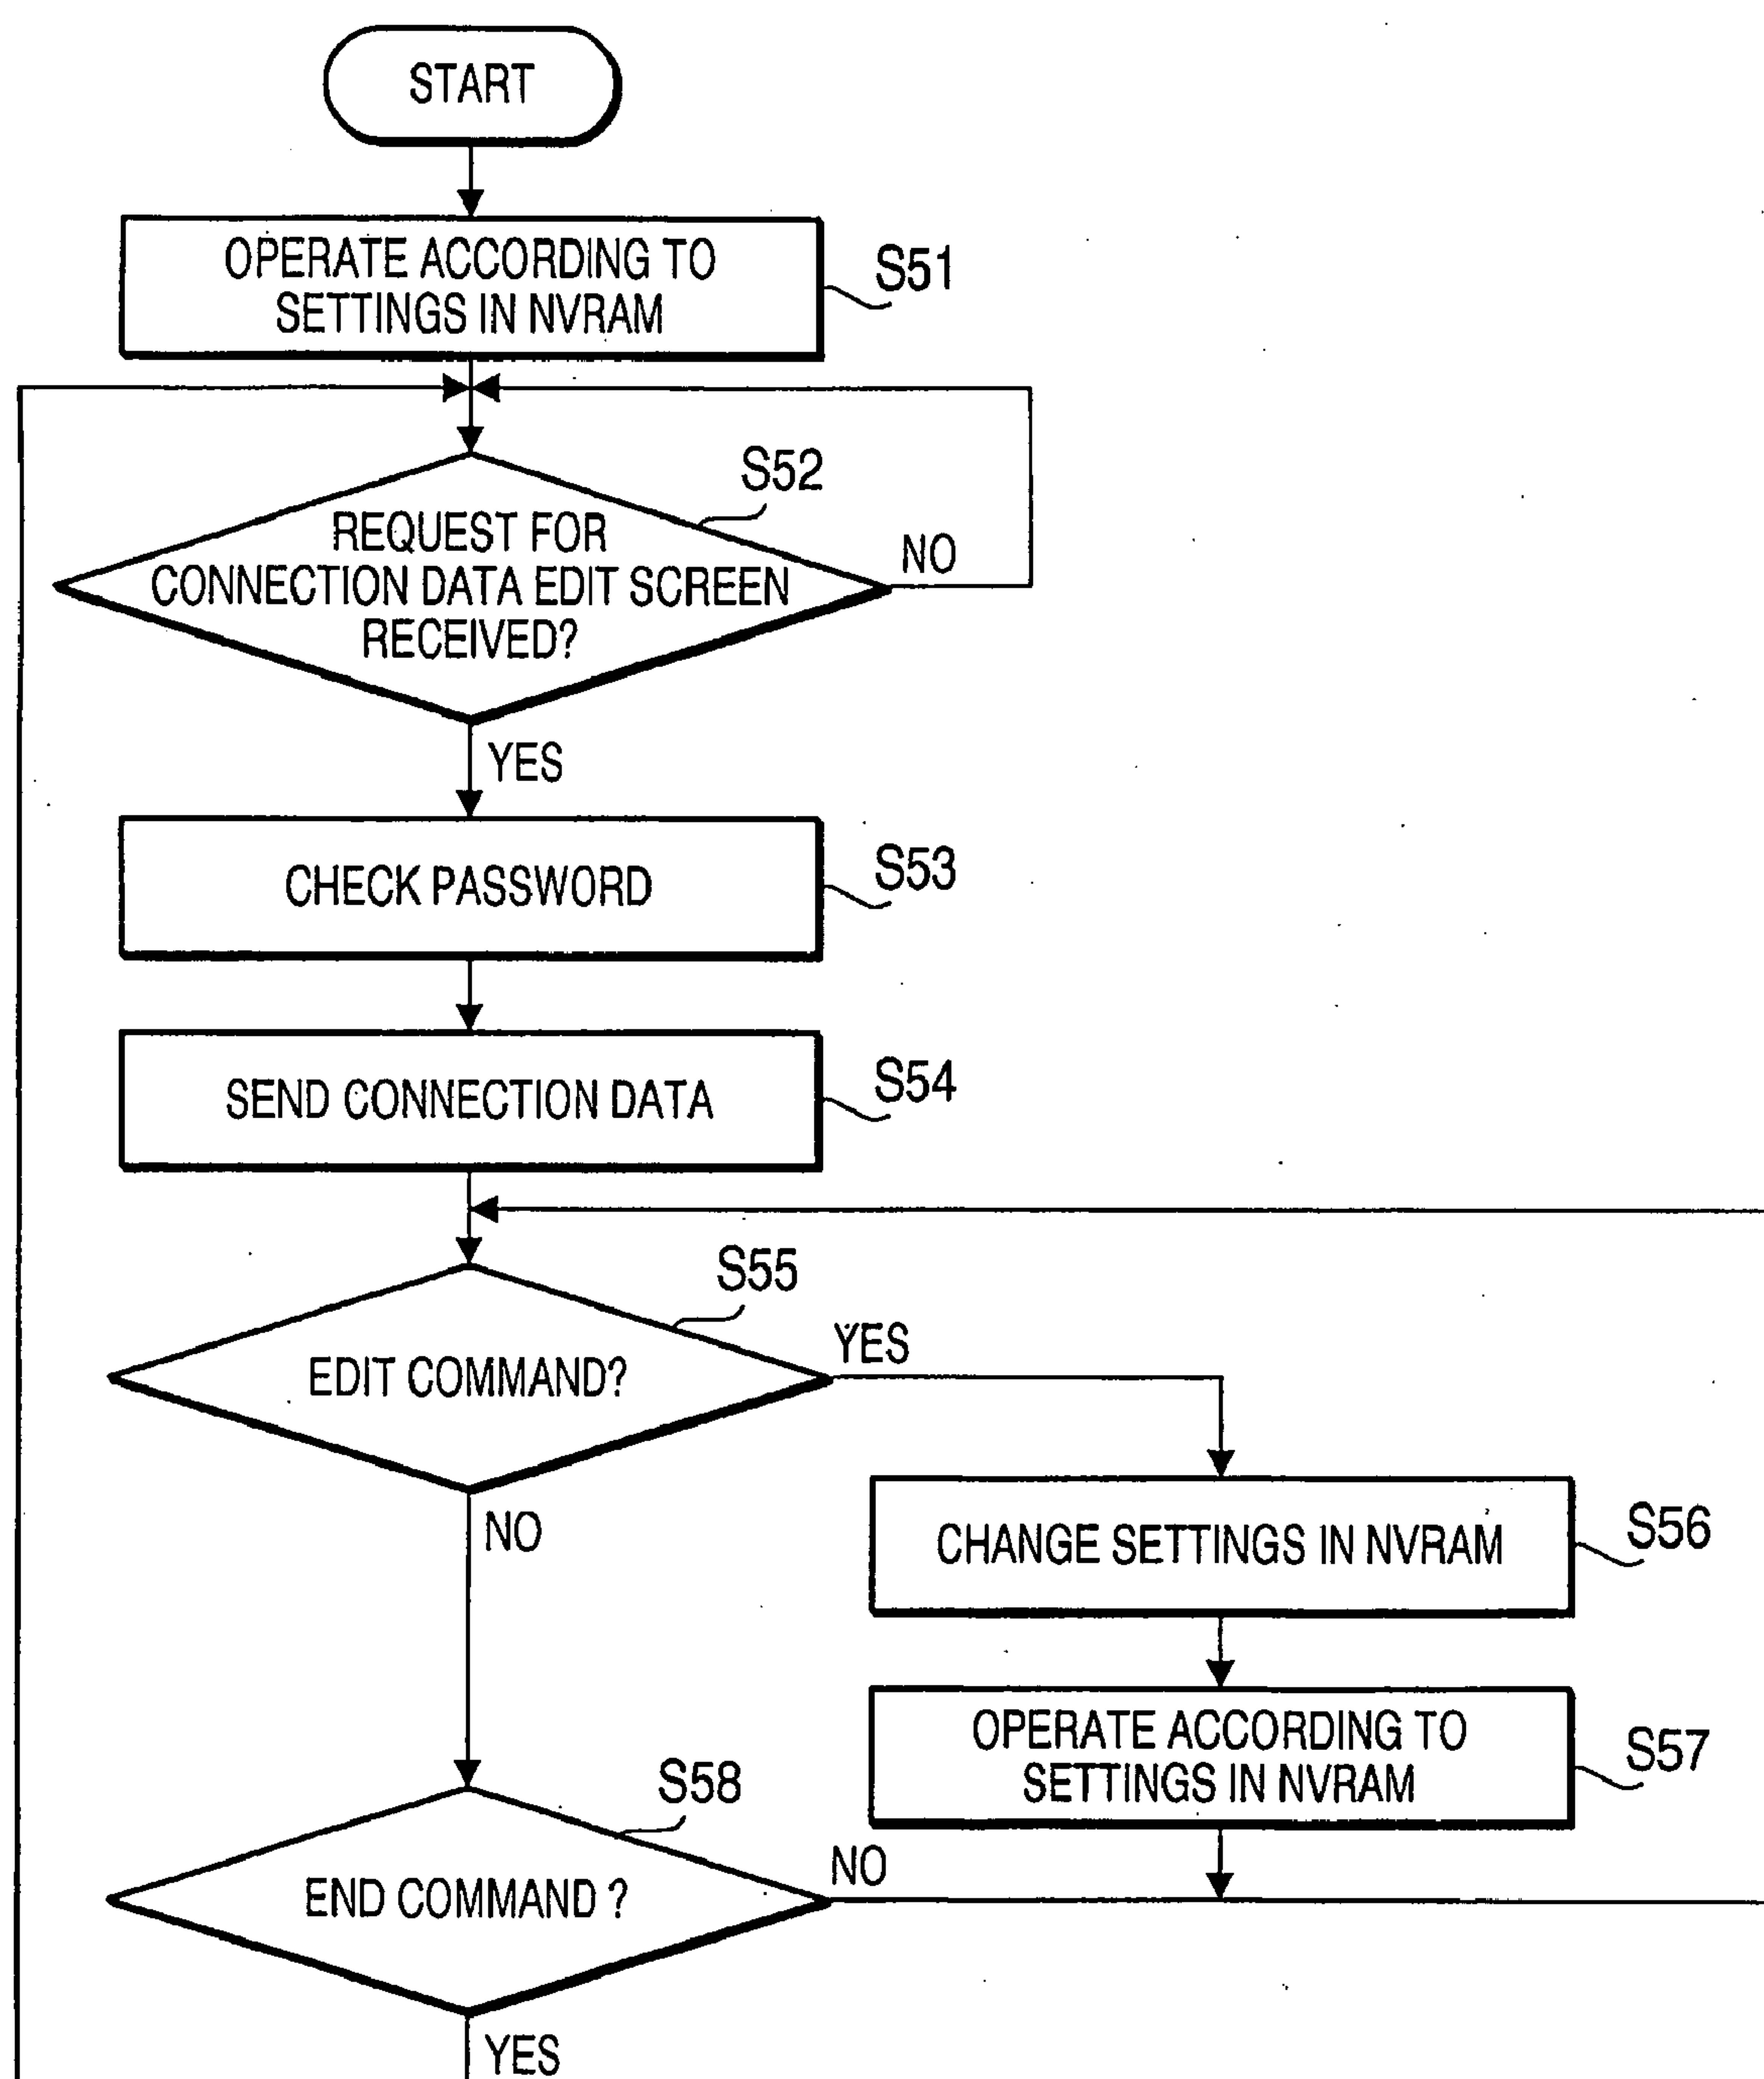 START
OPERATE ACCORDING TO
SETTINGS IN NVRAM
S51
S52
REQUEST FOR
CONNECTION DATA EDIT SCREEN
RECEIVED?
NO
YES
CHECK PASSWORD
S53
SEND CONNECTION DATA
S54
S55
EDIT COMMAND?
YES
NO
CHANGE SETTINGS IN NVRAM
S56
OPERATE ACCORDING TO
SETTINGS IN NVRAM
S57
S58
END COMMAND ?
NO
YES